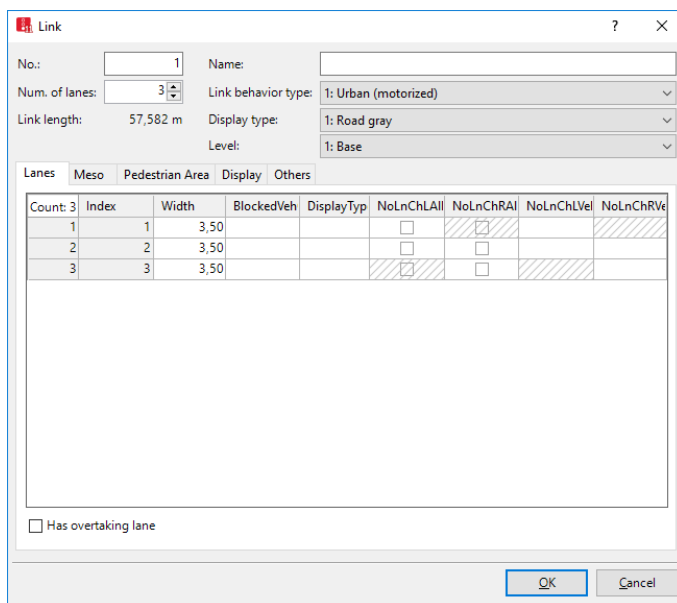 Link ? X
No.: 1 Name:
Num. of lanes: 3 Link behavior type: 1: Urban (motorized)
Link length: 57,582 m Display type: 1: Road gray
Level: 1: Base
Lanes Meso Pedestrian Area Display Others
Count: 3 Index Width BlockedVeh DisplayTyp NoLnChLAll NoLnChRAl NoLnChLVel NoLnChRVe
1 1 3,50
2 2 3,50
3 3 3,50
Has overtaking lane
OK Cancel